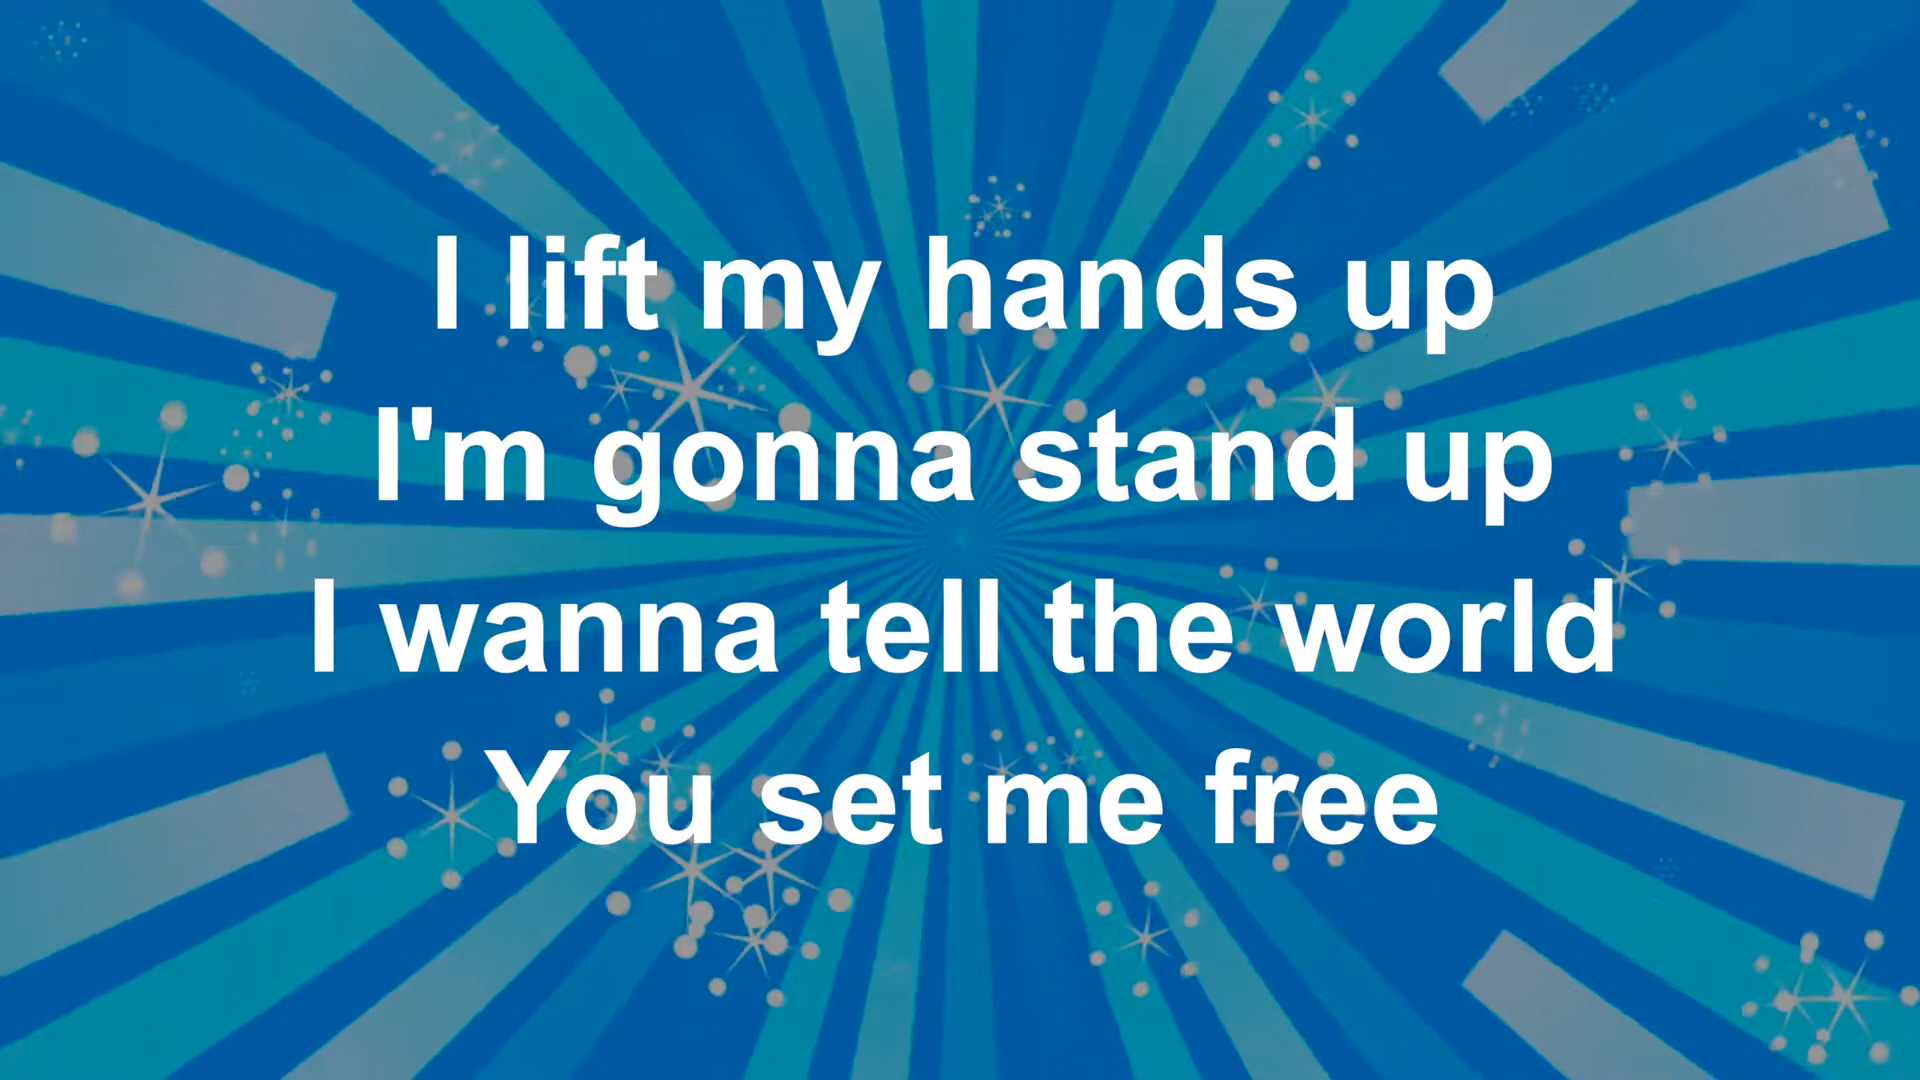 I lift my hands up
I'm gonna stand up
I wanna tell the world
You set me free